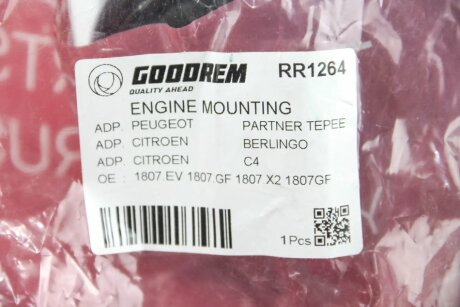 GOODREM RR1264
QUALITY AHEAD
ENGINE MOUNTING
ADP. PEUGEOT PARTNER TEPEE
ADP. CITROEN BERLINGO
ADP. CITROEN C4
OE : 1807.EV 1807.GF 1807 X2 1807GF
1Pcs